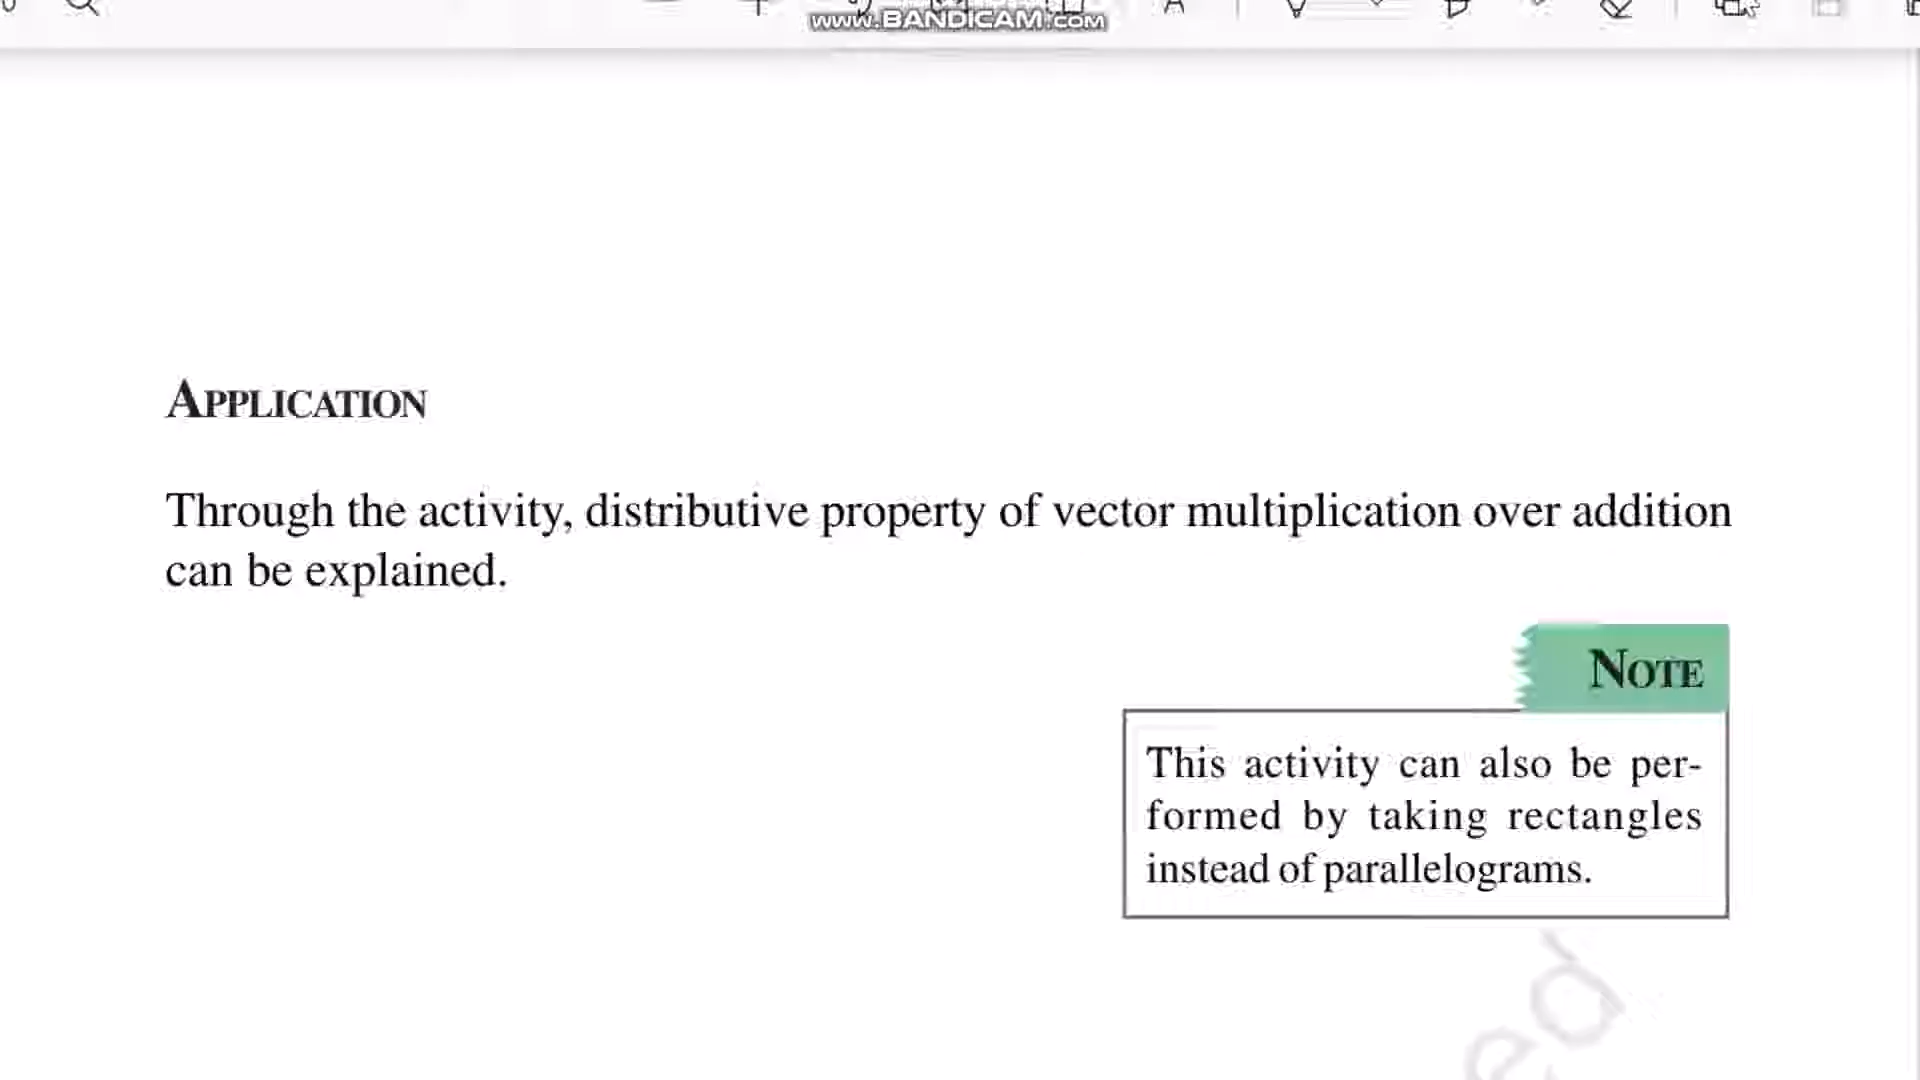 www.BANDICAM.com
APPLICATION
Through the activity, distributive property of vector multiplication over addition
can be explained.
NOTE
This activity can also be per-
formed by taking rectangles
instead of parallelograms.
ed